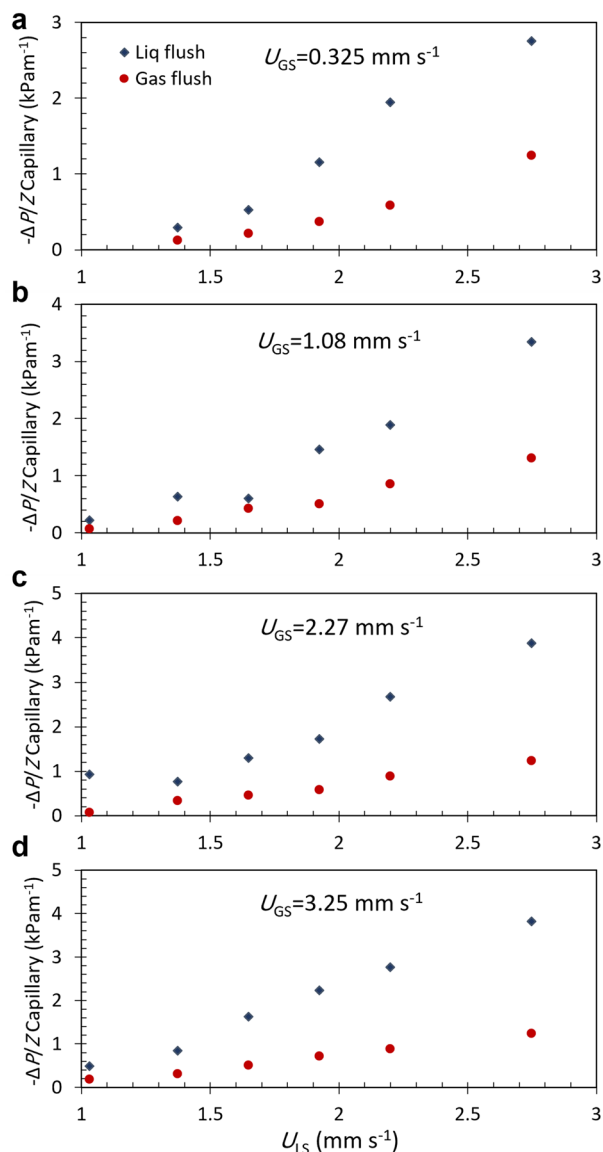 a
-ΔP/Z Capillary (kPam⁻¹)
3
2
1
0
Liq flush
Gas flush
U_GS=0.325 mm s⁻¹
1 1.5 2 2.5 3
b
-ΔP/Z Capillary (kPam⁻¹)
4
3
2
1
0
U_GS=1.08 mm s⁻¹
1 1.5 2 2.5 3
c
-ΔP/Z Capillary (kPam⁻¹)
5
4
3
2
1
0
U_GS=2.27 mm s⁻¹
1 1.5 2 2.5 3
d
-ΔP/Z Capillary (kPam⁻¹)
5
4
3
2
1
0
U_GS=3.25 mm s⁻¹
1 1.5 2 2.5 3
U_LS (mm s⁻¹)